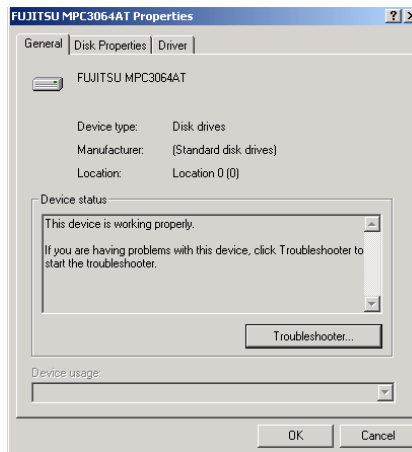 FUJITSU MPC3064AT Properties
General Disk Properties Driver
FUJITSU MPC3064AT
Device type: Disk drives
Manufacturer: (Standard disk drives)
Location: Location 0 (0)
Device status
This device is working properly.
If you are having problems with this device, click Troubleshooter to
start the troubleshooter.
Troubleshooter...
Device usage:
OK Cancel